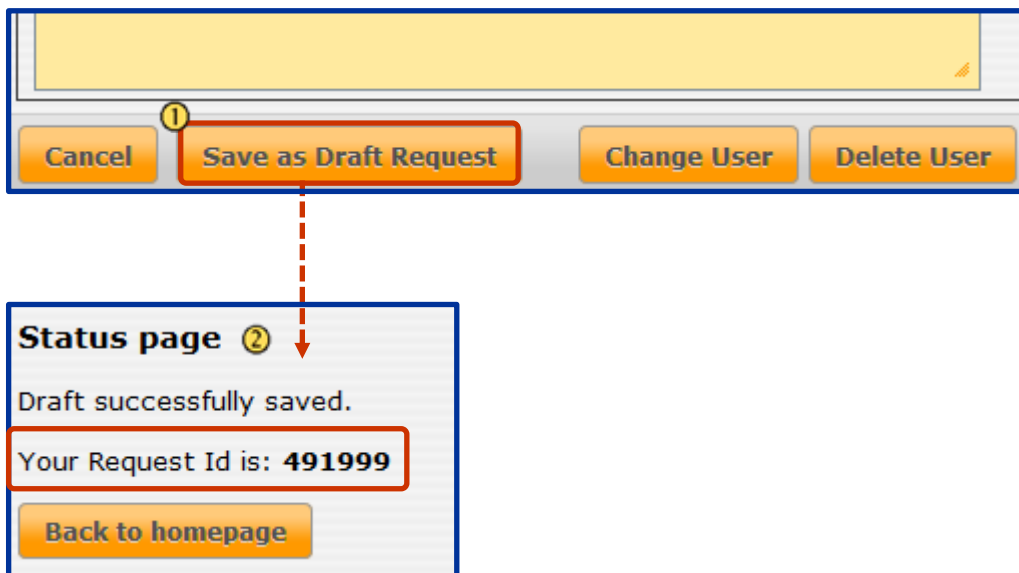 ①
Cancel Save as Draft Request Change User Delete User
Status page ②
Draft successfully saved.
Your Request Id is: 491999
Back to homepage